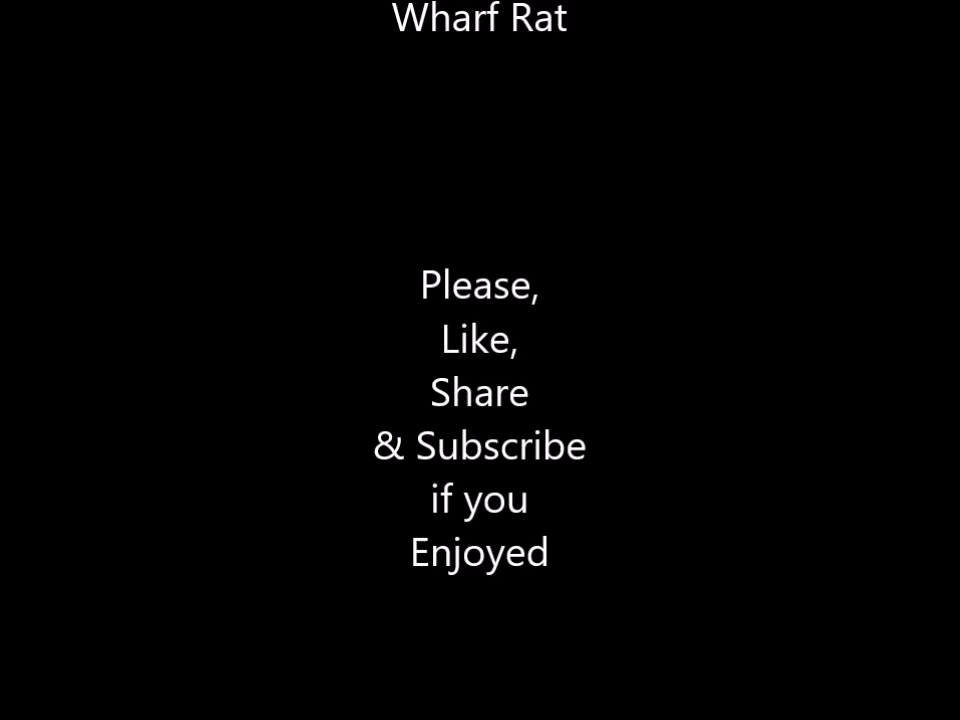 Wharf Rat
Please,
Like,
Share
& Subscribe
if you
Enjoyed